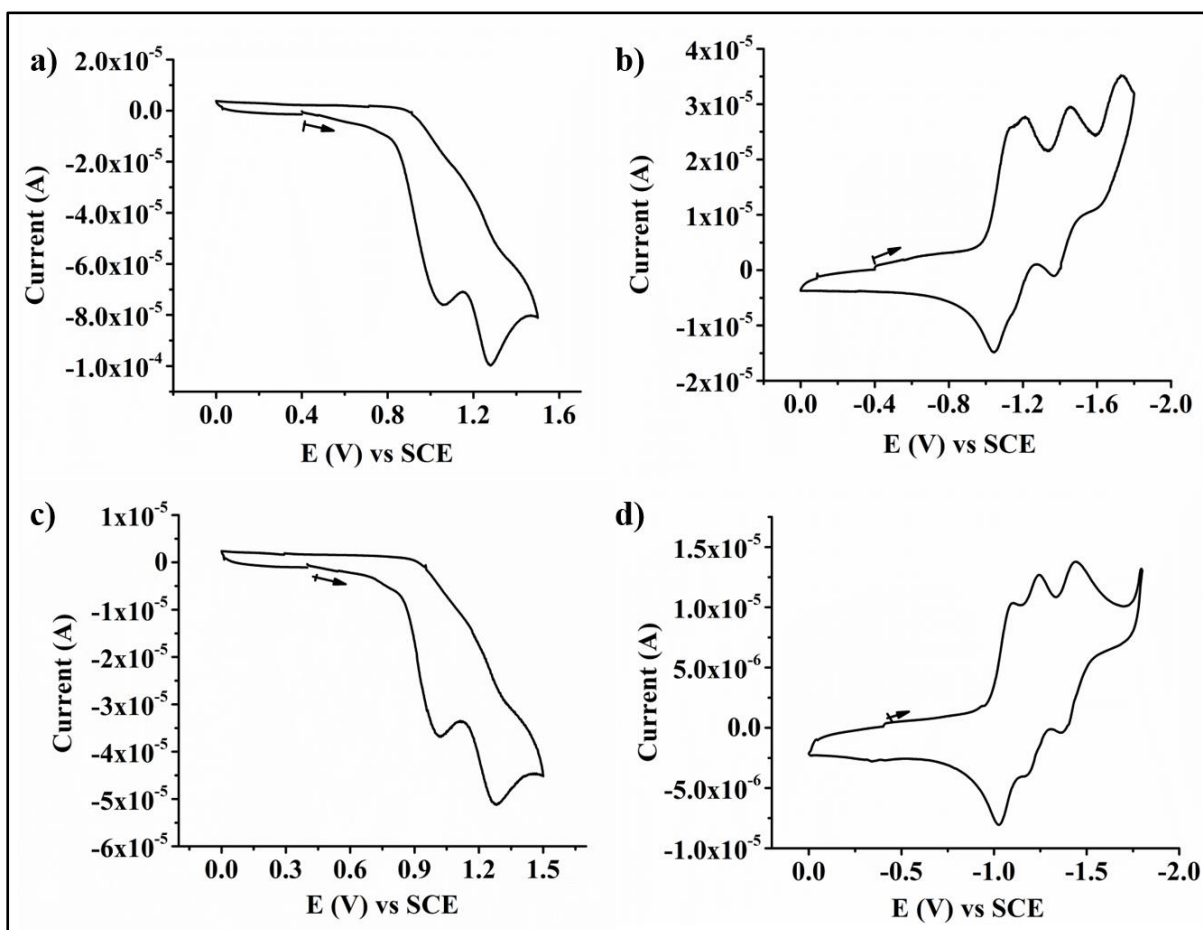 a)
2.0x10⁻⁵
0.0
-2.0x10⁻⁵
-4.0x10⁻⁵
-6.0x10⁻⁵
-8.0x10⁻⁵
-1.0x10⁻⁴
Current (A)
0.0 0.4 0.8 1.2 1.6
E (V) vs SCE
b)
4x10⁻⁵
3x10⁻⁵
2x10⁻⁵
1x10⁻⁵
0
-1x10⁻⁵
-2x10⁻⁵
Current (A)
0.0 -0.4 -0.8 -1.2 -1.6 -2.0
E (V) vs SCE
c)
1x10⁻⁵
0
-1x10⁻⁵
-2x10⁻⁵
-3x10⁻⁵
-4x10⁻⁵
-5x10⁻⁵
-6x10⁻⁵
Current (A)
0.0 0.3 0.6 0.9 1.2 1.5
E (V) vs SCE
d)
1.5x10⁻⁵
1.0x10⁻⁵
5.0x10⁻⁶
0.0
-5.0x10⁻⁶
-1.0x10⁻⁵
Current (A)
0.0 -0.5 -1.0 -1.5 -2.0
E (V) vs SCE